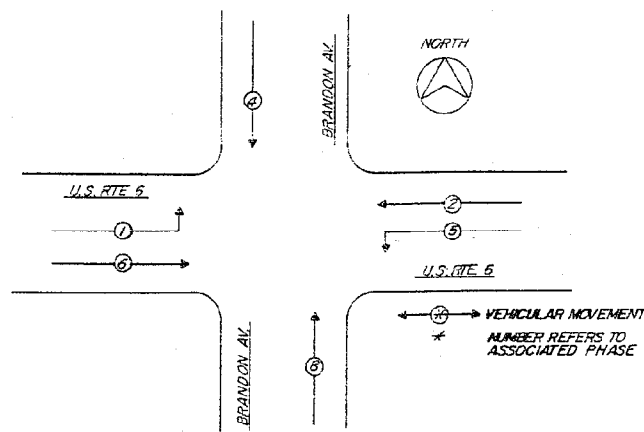 NORTH
4
BRANDON AV.
U.S. RTE 6
2
1
5
6
U.S. RTE 6
* VEHICULAR MOVEMENT
* NUMBER REFERS TO
ASSOCIATED PHASE
8
BRANDON AV.